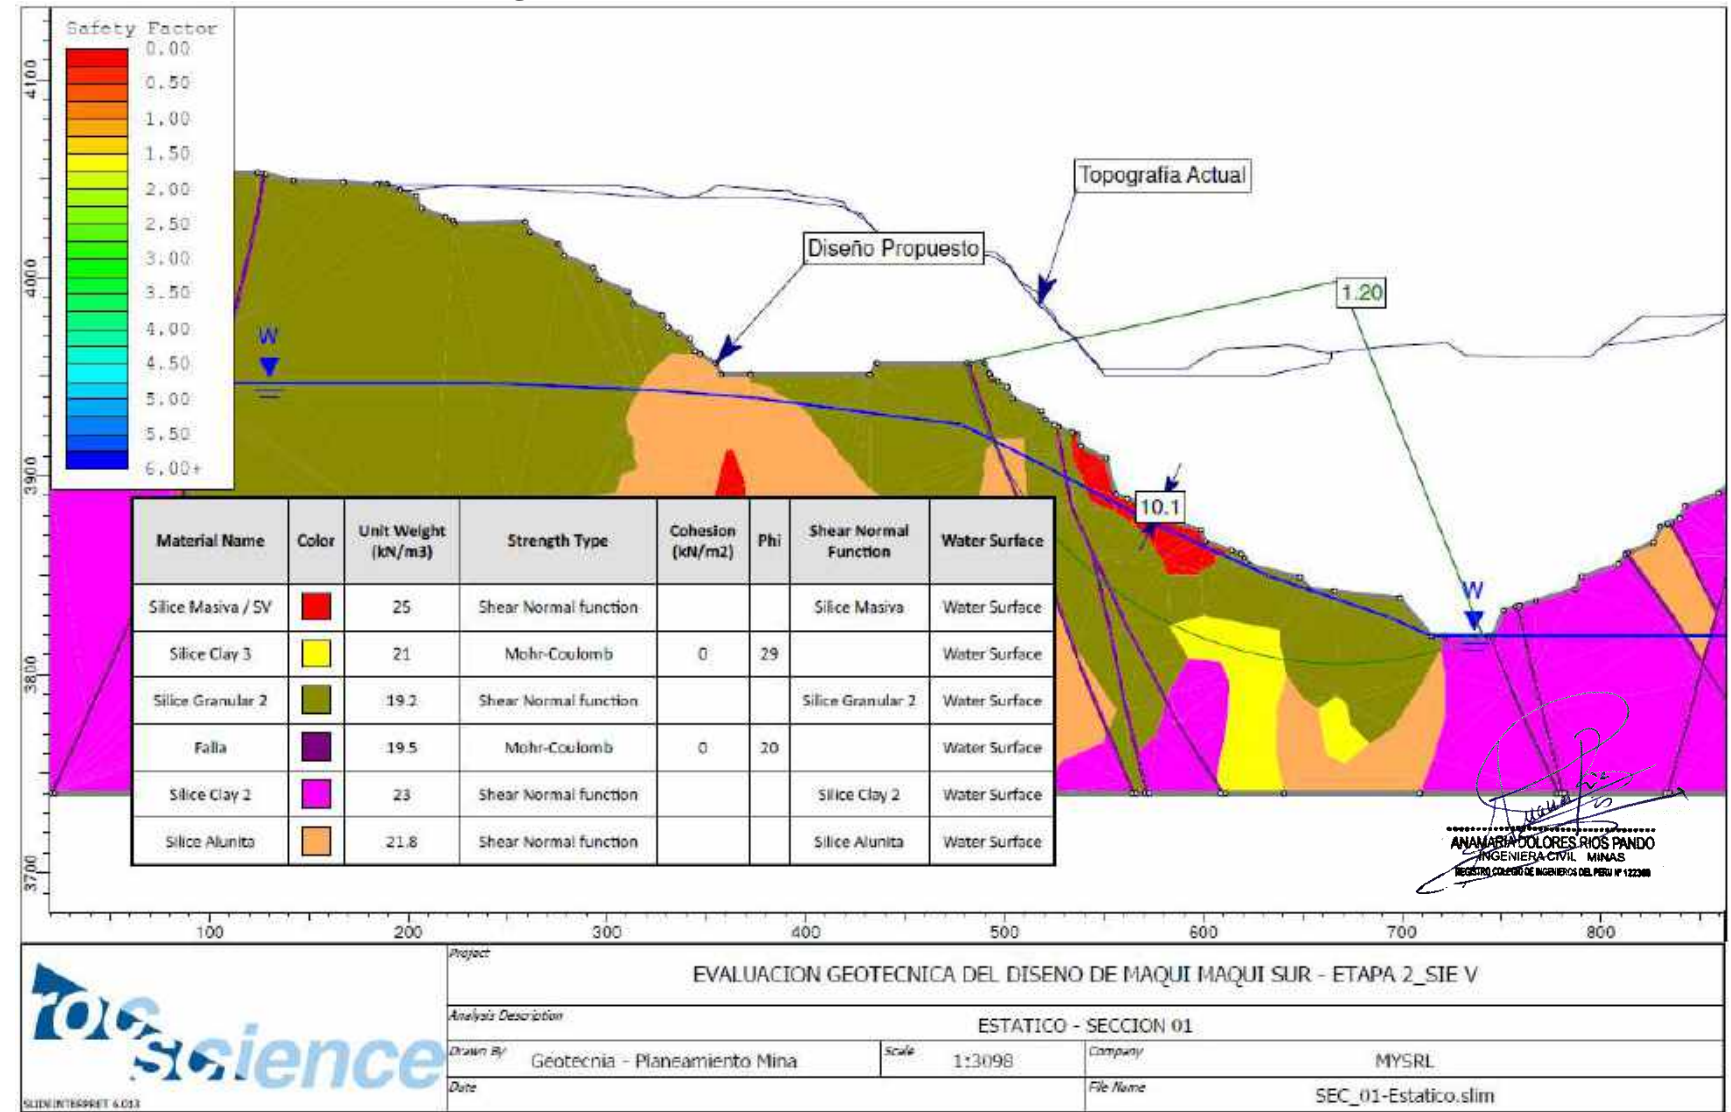 Safety Factor
0.00
0.50
1.00
1.50
2.00
2.50
3.00
3.50
4.00
4.50
5.00
5.50
6.00+
4100
4000
3900
3800
3700
Topografía Actual
Diseño Propuesto
1.20
W
10.1
W
Material Name Color Unit Weight (kN/m3) Strength Type Cohesion (kN/m2) Phi Shear Normal Function Water Surface
Silice Masiva / SV 25 Shear Normal function Silice Masiva Water Surface
Silice Clay 3 21 Mohr-Coulomb 0 29 Water Surface
Silice Granular 2 19.2 Shear Normal function Silice Granular 2 Water Surface
Falla 19.5 Mohr-Coulomb 0 20 Water Surface
Silice Clay 2 23 Shear Normal function Silice Clay 2 Water Surface
Silice Alunita 21.8 Shear Normal function Silice Alunita Water Surface
ANAMARIA DOLORES RIOS PANDO
INGENIERA CIVIL MINAS
REGISTRO COLEGIO DE INGENIEROS DEL PERU N°
100 200 300 400 500 600 700 800
rocscience
SLIDEINTERPRET 6.013
Project
EVALUACION GEOTECNICA DEL DISENO DE MAQUI MAQUI SUR - ETAPA 2_SIE V
Analysis Description
ESTATICO - SECCION 01
Drawn By Geotecnia - Planeamiento Mina
Scale 1:3098
Company MYSRL
Date
File Name SEC_01-Estatico.slim